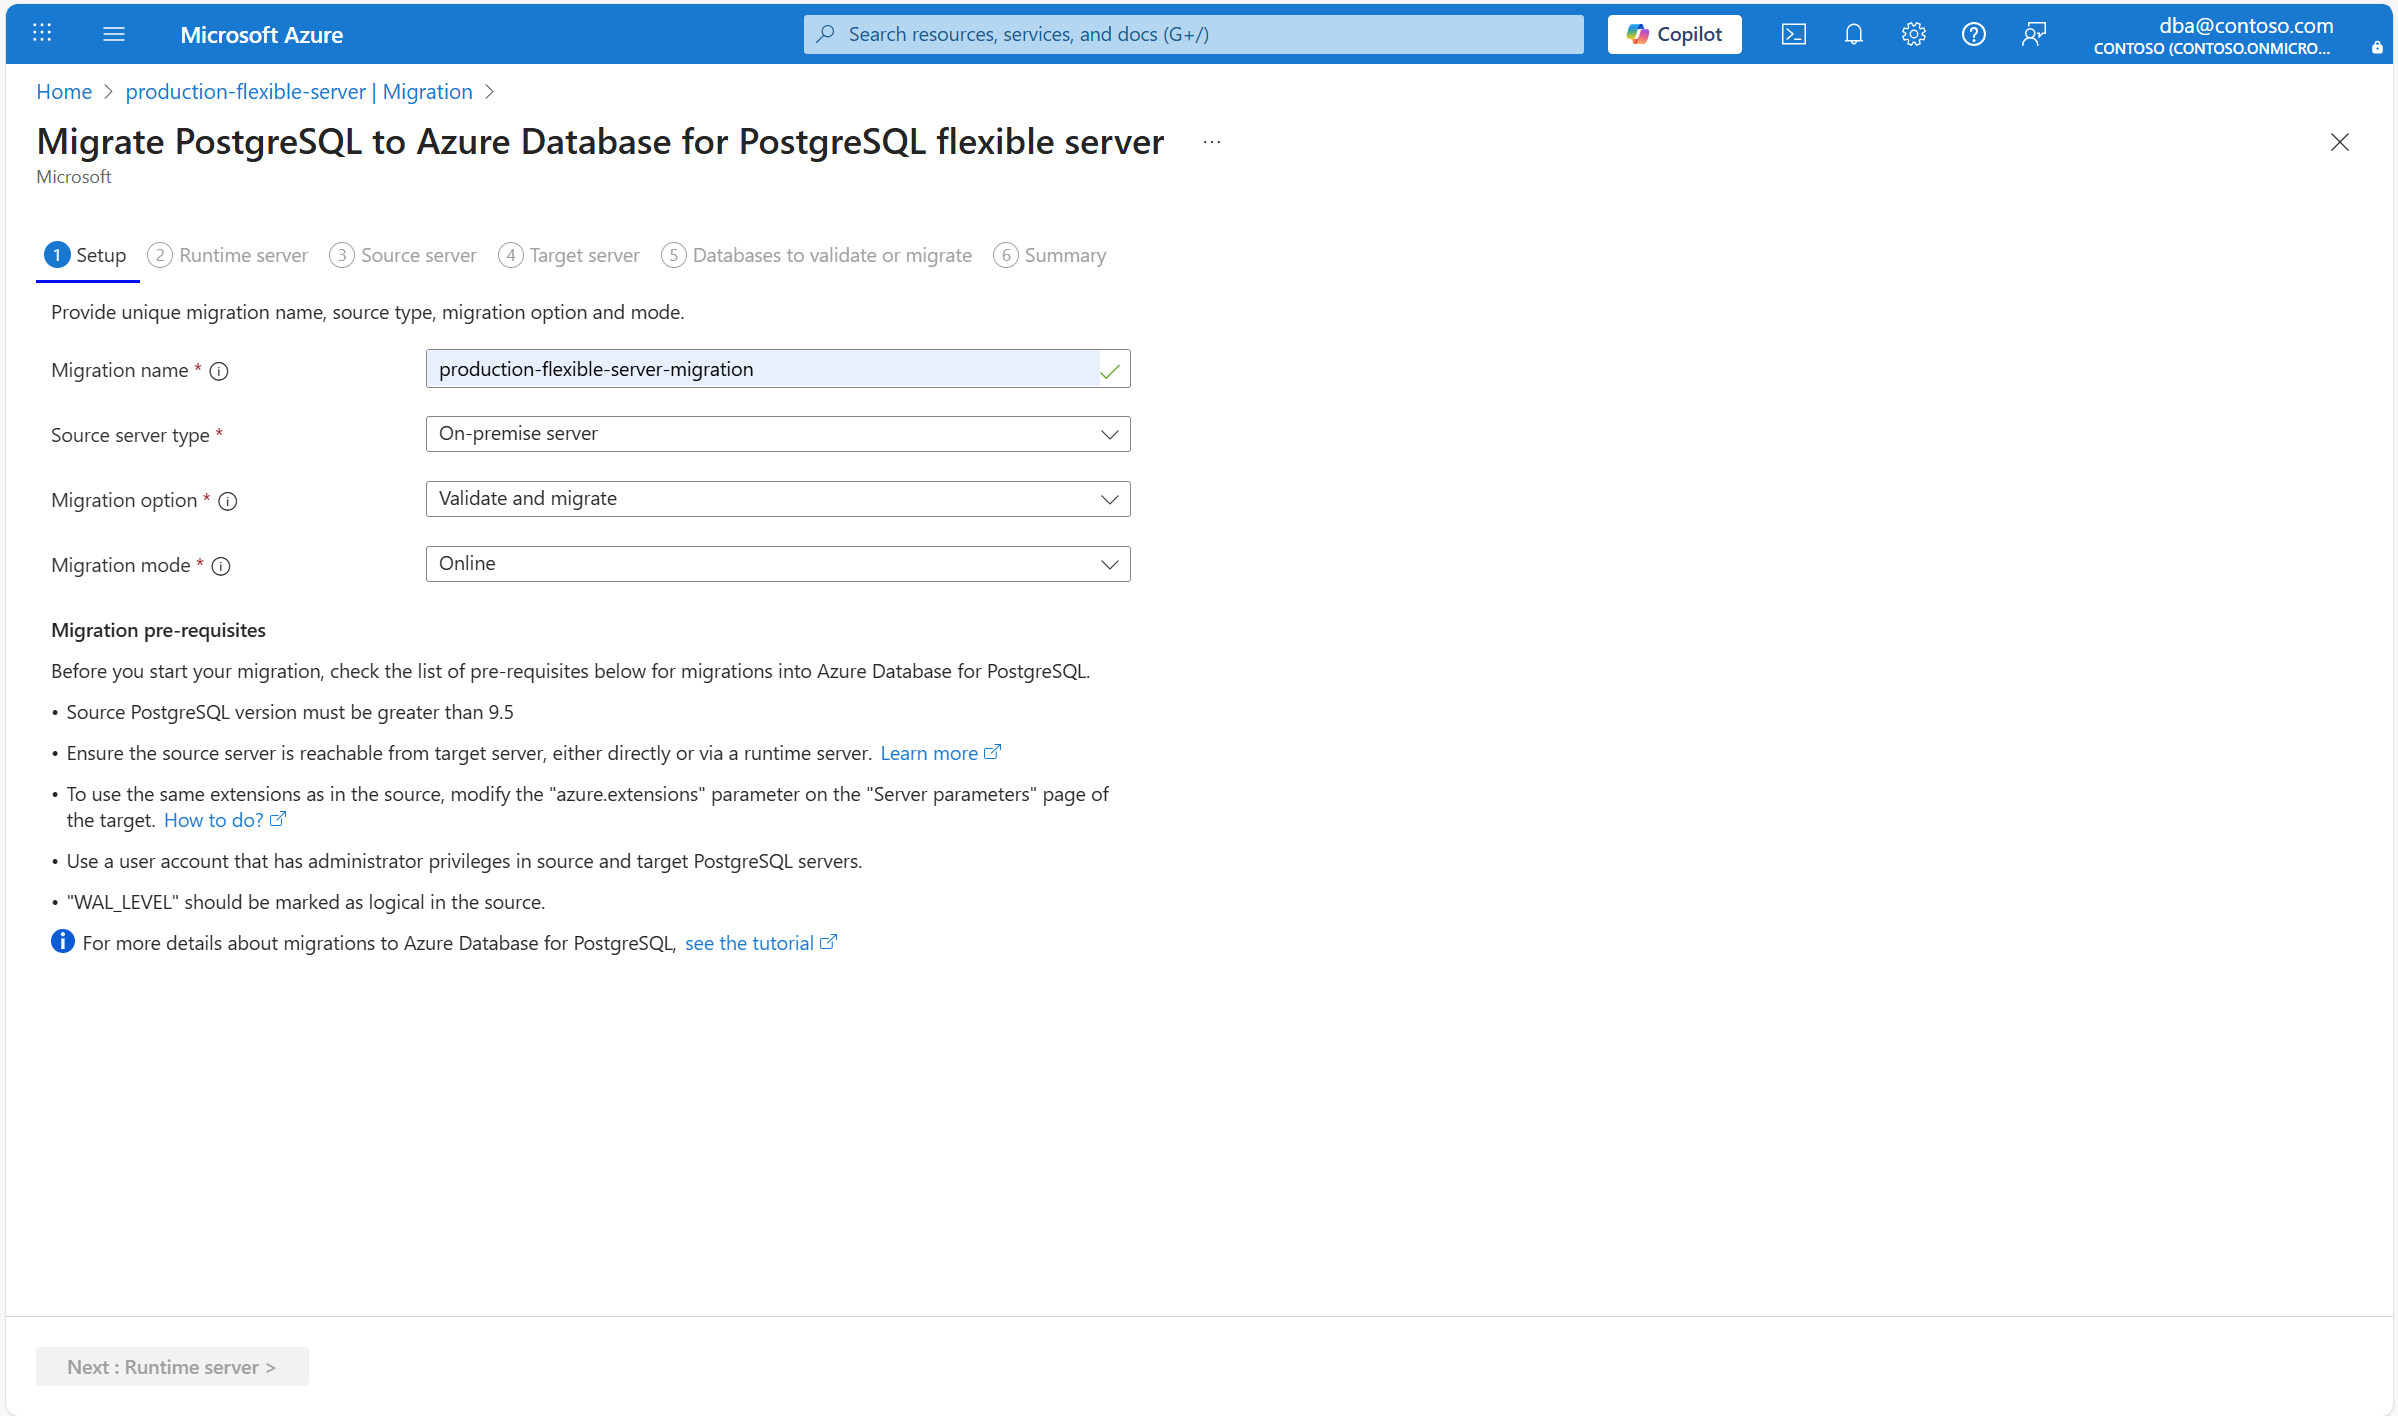 Microsoft Azure
Search resources, services, and docs (G+/)
Copilot
dba@contoso.com
CONTOSO (CONTOSO.ONMICRO...
Home > production-flexible-server | Migration >
Migrate PostgreSQL to Azure Database for PostgreSQL flexible server ...
Microsoft
1 Setup 2 Runtime server 3 Source server 4 Target server 5 Databases to validate or migrate 6 Summary
Provide unique migration name, source type, migration option and mode.
Migration name * production-flexible-server-migration
Source server type * On-premise server
Migration option * Validate and migrate
Migration mode * Online
Migration pre-requisites
Before you start your migration, check the list of pre-requisites below for migrations into Azure Database for PostgreSQL.
• Source PostgreSQL version must be greater than 9.5
• Ensure the source server is reachable from target server, either directly or via a runtime server. Learn more
• To use the same extensions as in the source, modify the "azure.extensions" parameter on the "Server parameters" page of
the target. How to do?
• Use a user account that has administrator privileges in source and target PostgreSQL servers.
• "WAL_LEVEL" should be marked as logical in the source.
For more details about migrations to Azure Database for PostgreSQL, see the tutorial
Next : Runtime server >